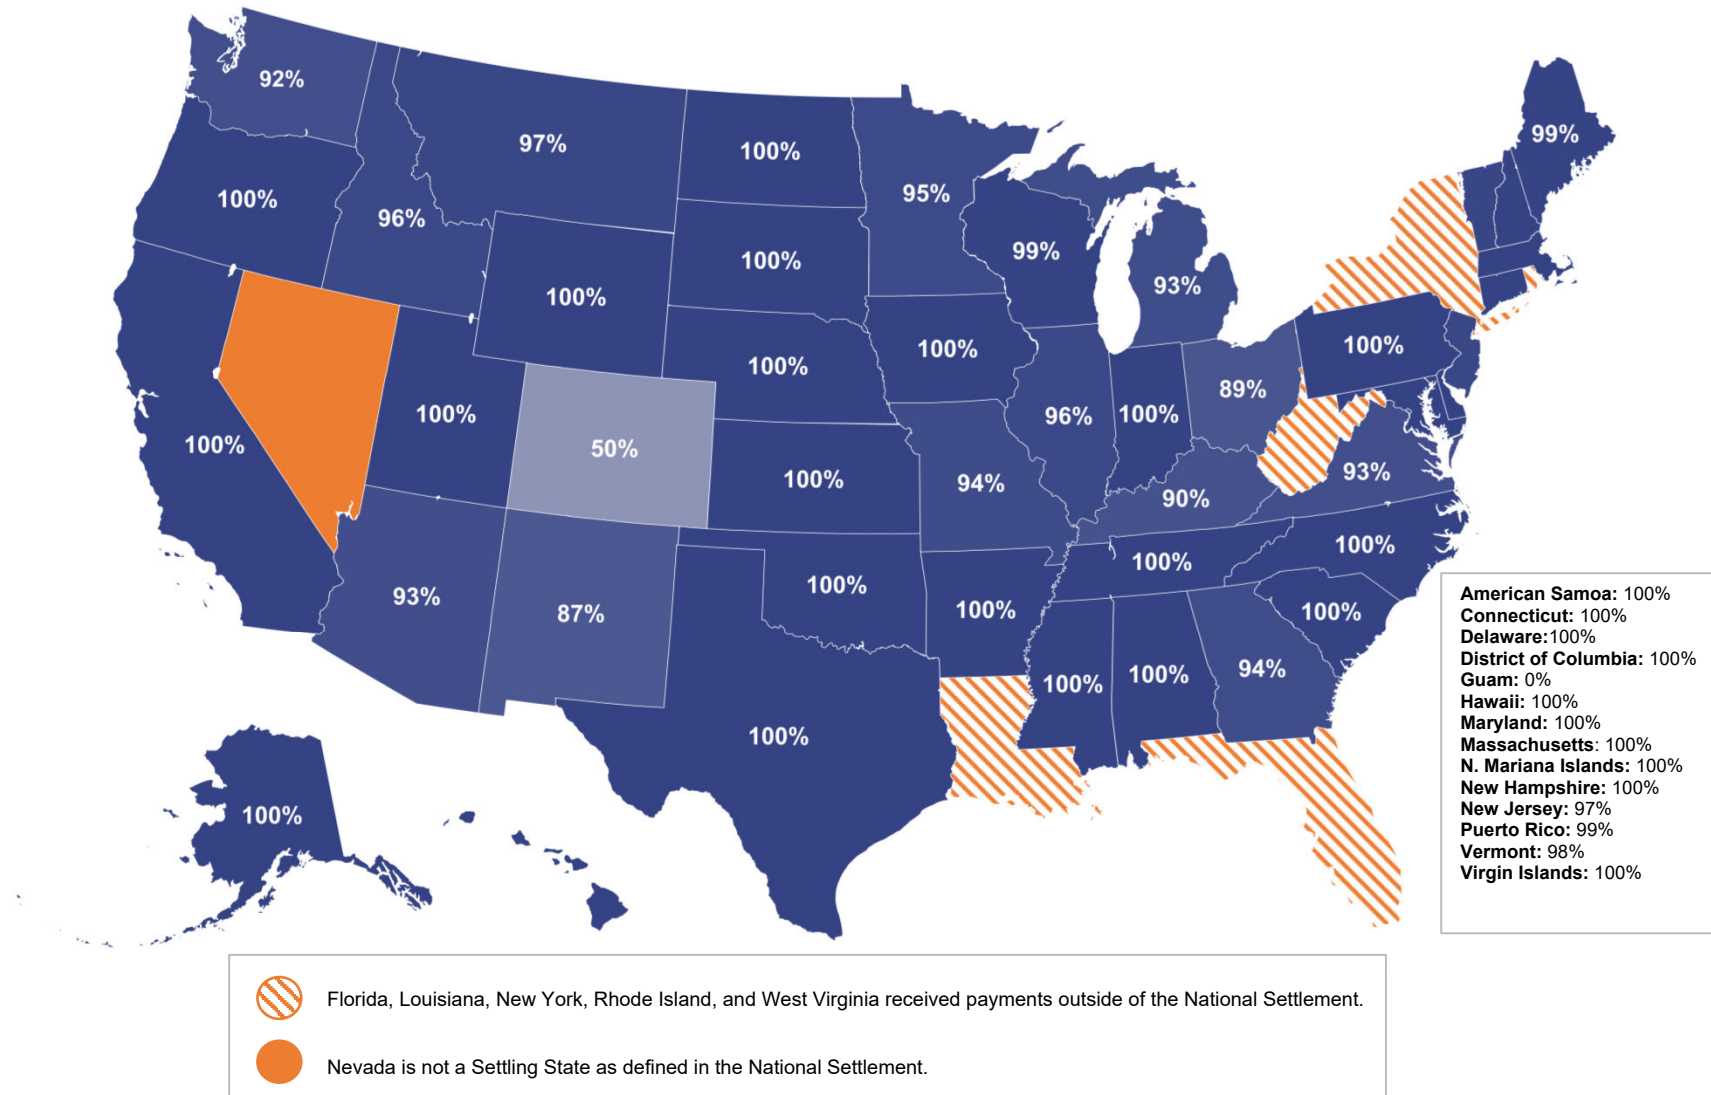 92%
97%
100%
99%
100%
96%
95%
99%
100%
93%
100%
100%
100%
100%
89%
100%
100%
96%
100%
100%
50%
100%
94%
93%
90%
100%
100%
93%
87%
100%
100%
100%
100%
100%
94%
100%
100%
American Samoa: 100%
Connecticut: 100%
Delaware:100%
District of Columbia: 100%
Guam: 0%
Hawaii: 100%
Maryland: 100%
Massachusetts: 100%
N. Mariana Islands: 100%
New Hampshire: 100%
New Jersey: 97%
Puerto Rico: 99%
Vermont: 98%
Virgin Islands: 100%
Florida, Louisiana, New York, Rhode Island, and West Virginia received payments outside of the National Settlement.
Nevada is not a Settling State as defined in the National Settlement.